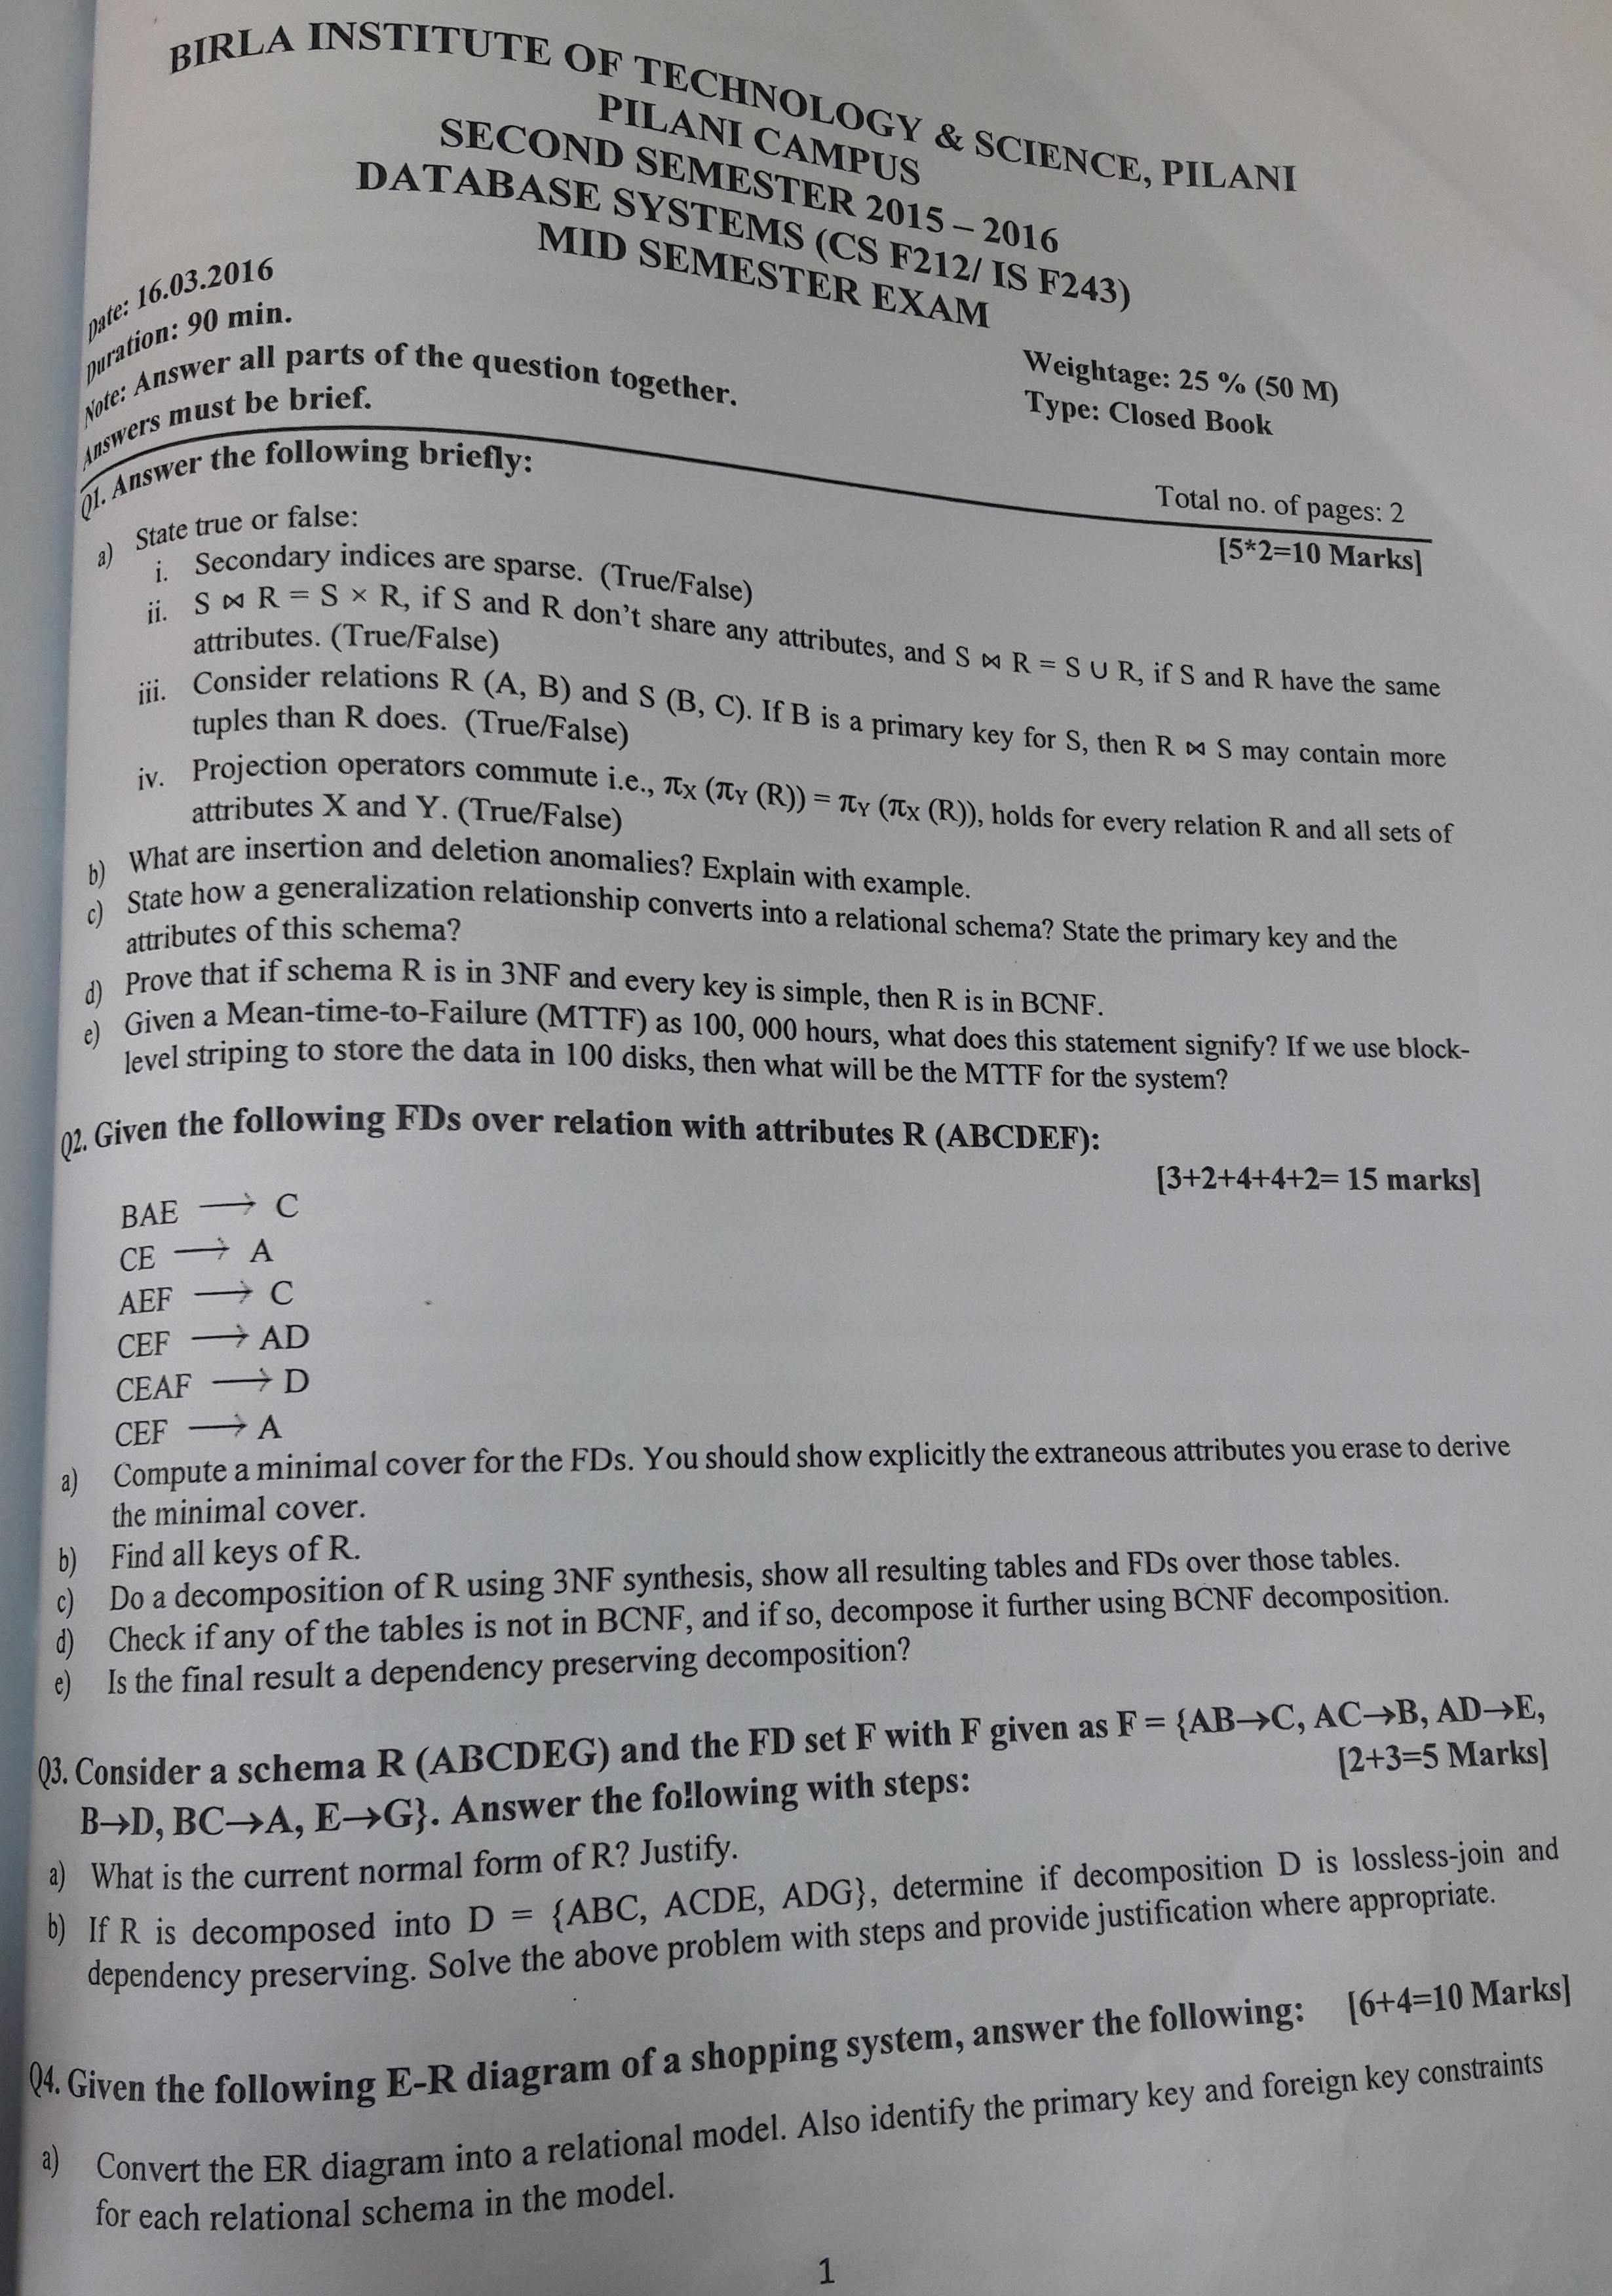 BIRLA INSTITUTE OF TECHNOLOGY & SCIENCE, PILANI
PILANI CAMPUS
SECOND SEMESTER 2015 – 2016
DATABASE SYSTEMS (CS F212/ IS F243)
MID SEMESTER EXAM
Date: 16.03.2016
Duration: 90 min.
Note: Answer all parts of the question together.
Answers must be brief.
Weightage: 25 % (50 M)
Type: Closed Book
Total no. of pages: 2
Q1. Answer the following briefly:
[5*2=10 Marks]
a) State true or false:
i. Secondary indices are sparse. (True/False)
ii. S ⋈ R = S × R, if S and R don't share any attributes, and S ⋈ R = S ∪ R, if S and R have the same
attributes. (True/False)
iii. Consider relations R (A, B) and S (B, C). If B is a primary key for S, then R ⋈ S may contain more
tuples than R does. (True/False)
iv. Projection operators commute i.e., πX (πY (R)) = πY (πX (R)), holds for every relation R and all sets of
attributes X and Y. (True/False)
b) What are insertion and deletion anomalies? Explain with example.
c) State how a generalization relationship converts into a relational schema? State the primary key and the
attributes of this schema?
d) Prove that if schema R is in 3NF and every key is simple, then R is in BCNF.
e) Given a Mean-time-to-Failure (MTTF) as 100, 000 hours, what does this statement signify? If we use block-
level striping to store the data in 100 disks, then what will be the MTTF for the system?
Q2. Given the following FDs over relation with attributes R (ABCDEF):
[3+2+4+4+2= 15 marks]
BAE → C
CE → A
AEF → C
CEF → AD
CEAF → D
CEF → A
a) Compute a minimal cover for the FDs. You should show explicitly the extraneous attributes you erase to derive
the minimal cover.
b) Find all keys of R.
c) Do a decomposition of R using 3NF synthesis, show all resulting tables and FDs over those tables.
d) Check if any of the tables is not in BCNF, and if so, decompose it further using BCNF decomposition.
e) Is the final result a dependency preserving decomposition?
Q3. Consider a schema R (ABCDEG) and the FD set F with F given as F = {AB→C, AC→B, AD→E,
B→D, BC→A, E→G}. Answer the following with steps:
[2+3=5 Marks]
a) What is the current normal form of R? Justify.
b) If R is decomposed into D = {ABC, ACDE, ADG}, determine if decomposition D is lossless-join and
dependency preserving. Solve the above problem with steps and provide justification where appropriate.
Q4. Given the following E-R diagram of a shopping system, answer the following: [6+4=10 Marks]
a) Convert the ER diagram into a relational model. Also identify the primary key and foreign key constraints
for each relational schema in the model.
1